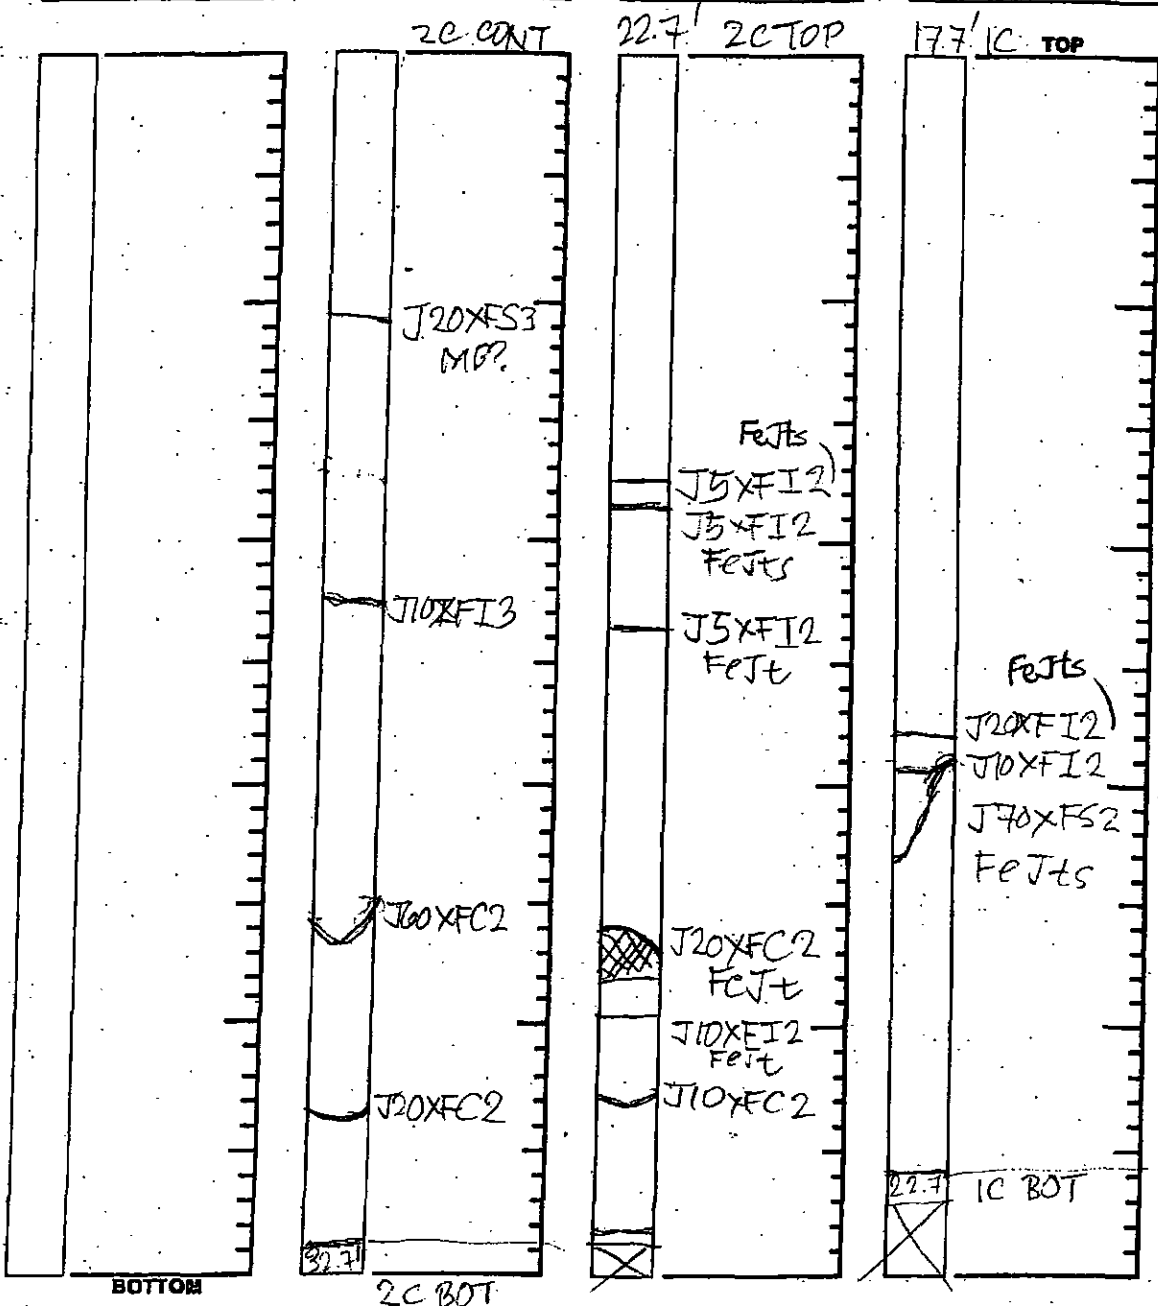 2C CONT
22.7' 2C TOP
17.7' 1C TOP
J20XFS3
MB?
J10XFI3
J60XFC2
J20XFC2
32.7'
2C BOT
BOTTOM
FeJts
J5XFI2
J5XFI2
FeJts
J5XFI2
FeJt
J20XFC2
FeJt
J10XFI2
FeJt
J10XFC2
FeJts
J20XFI2
J10XFI2
J70XFS2
FeJts
22.7
1C BOT